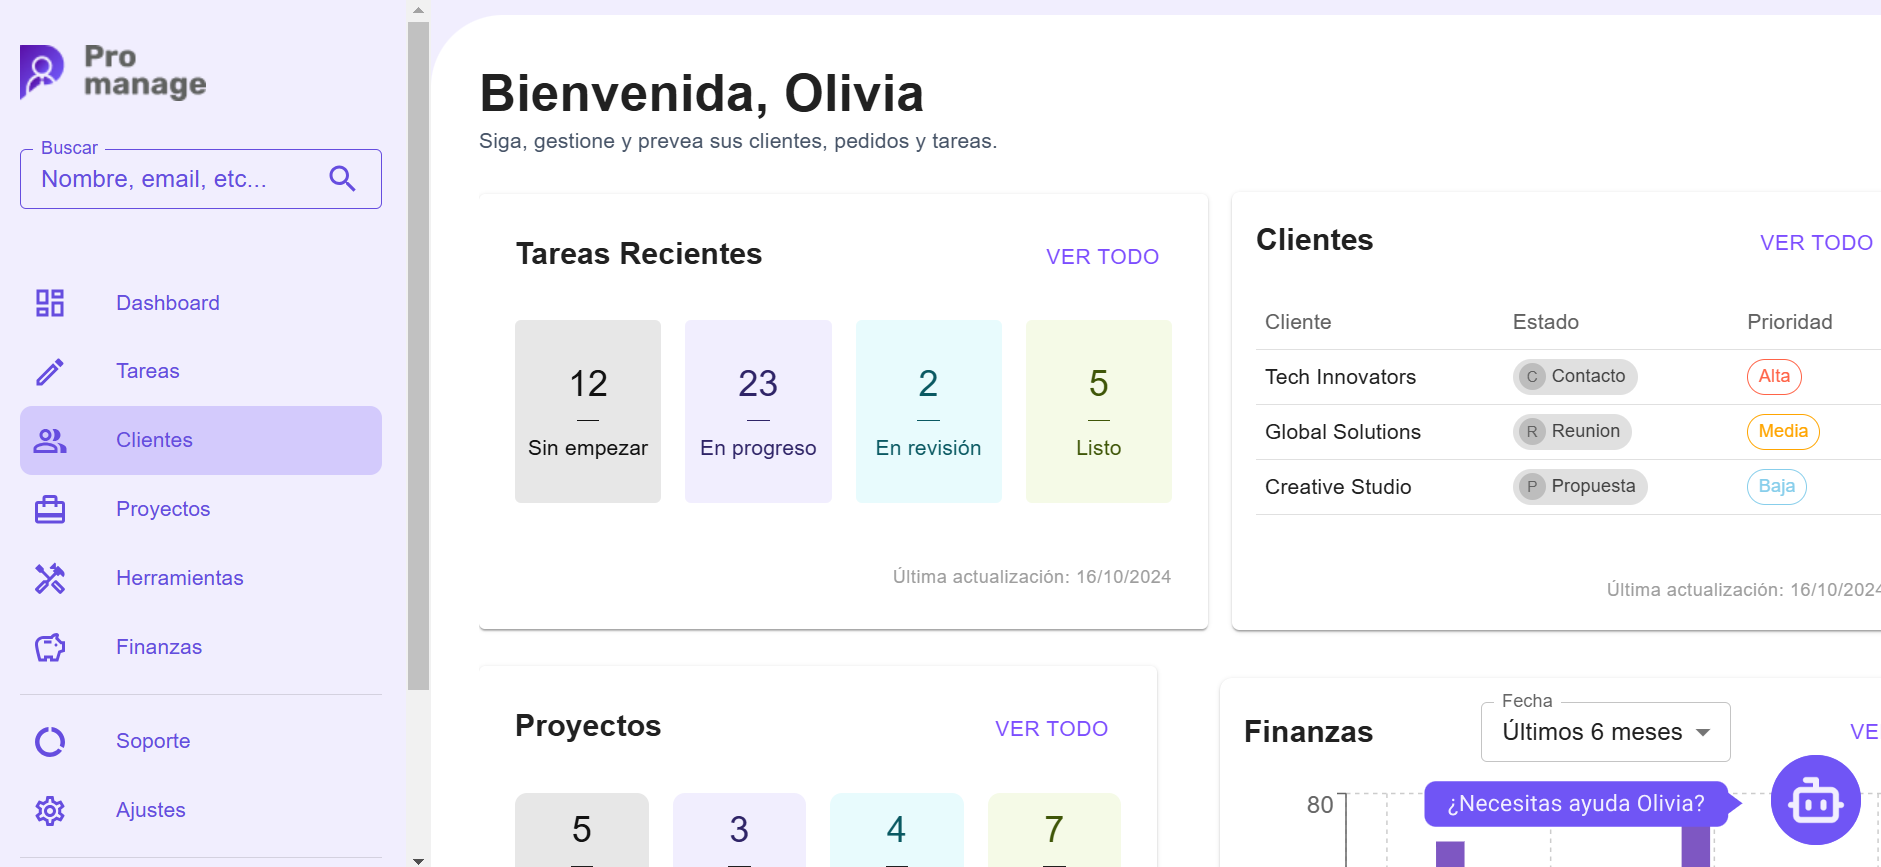 Pro
manage
Buscar
Nombre, email, etc...
Dashboard
Tareas
Clientes
Proyectos
Herramientas
Finanzas
Soporte
Ajustes
Bienvenida, Olivia
Siga, gestione y prevea sus clientes, pedidos y tareas.
Tareas Recientes
VER TODO
12
Sin empezar
23
En progreso
2
En revisión
5
Listo
Última actualización: 16/10/2024
Clientes
VER TODO
Cliente Estado Prioridad
Tech Innovators C Contacto Alta
Global Solutions R Reunion Media
Creative Studio P Propuesta Baja
Última actualización: 16/10/2024
Proyectos
VER TODO
5
3
4
7
Finanzas
Fecha
Últimos 6 meses
VE
80
¿Necesitas ayuda Olivia?